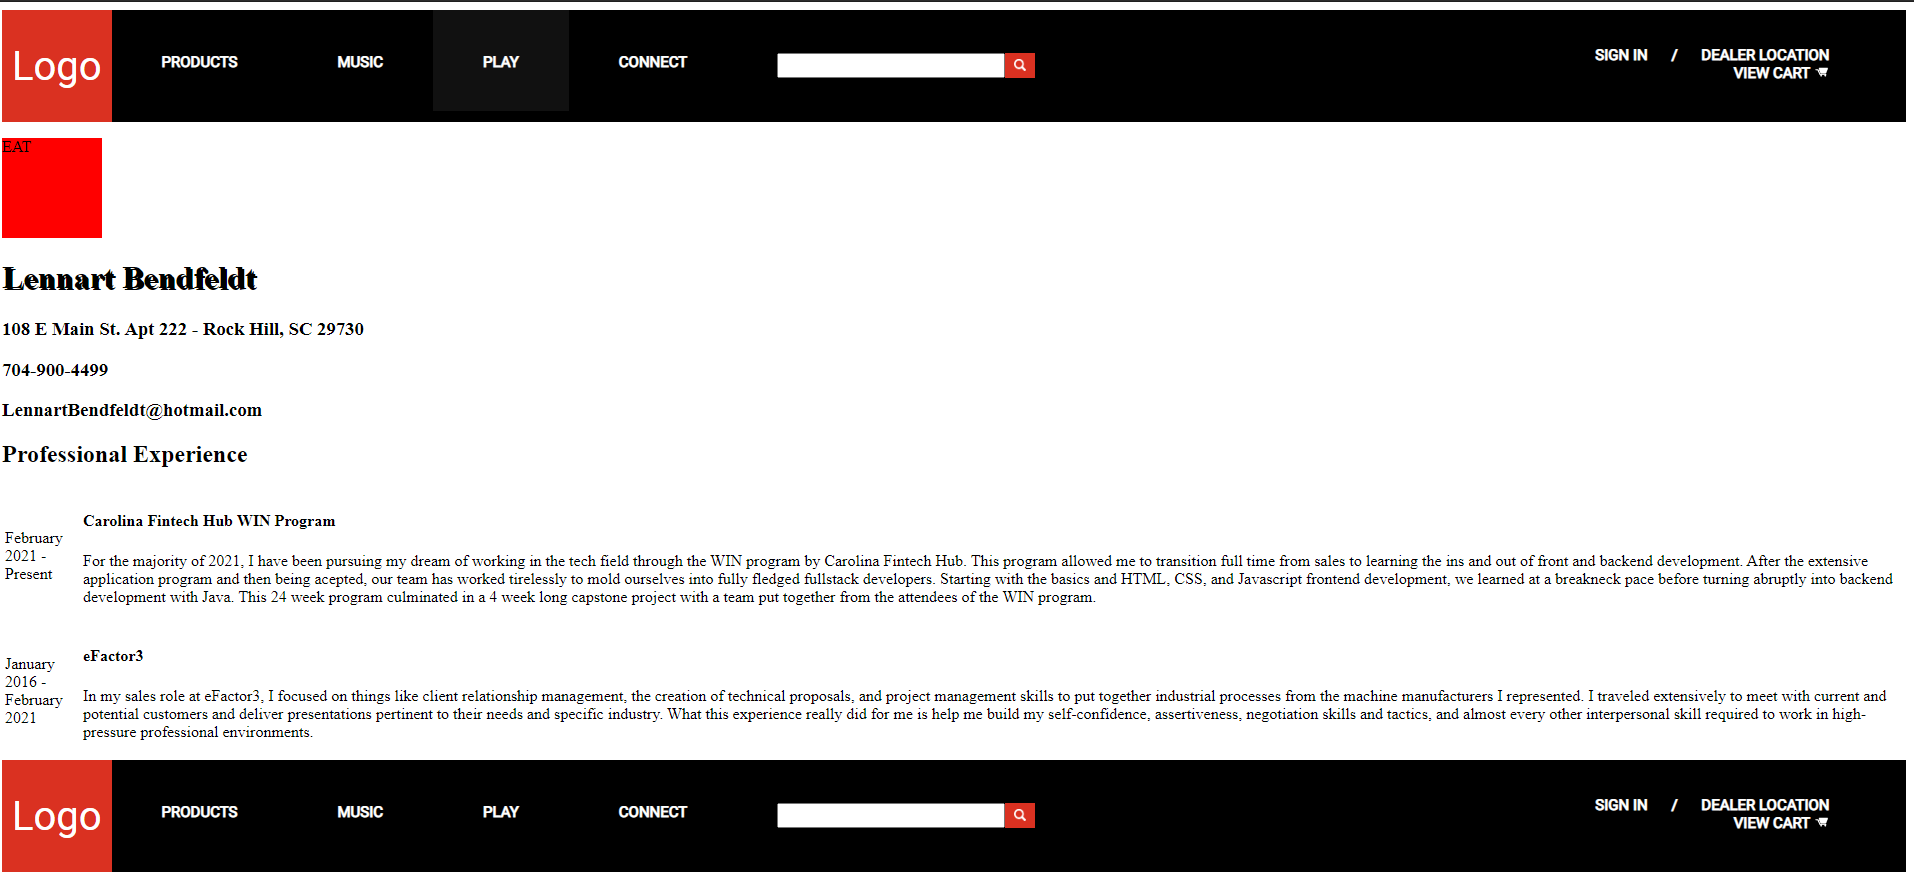 Logo PRODUCTS MUSIC PLAY CONNECT SIGN IN / DEALER LOCATION
VIEW CART
EAT
Lennart Bendfeldt
108 E Main St. Apt 222 - Rock Hill, SC 29730
704-900-4499
LennartBendfeldt@hotmail.com
Professional Experience
February
2021 -
Present
Carolina Fintech Hub WIN Program
For the majority of 2021, I have been pursuing my dream of working in the tech field through the WIN program by Carolina Fintech Hub. This program allowed me to transition full time from sales to learning the ins and out of front and backend development. After the extensive
application program and then being acepted, our team has worked tirelessly to mold ourselves into fully fledged fullstack developers. Starting with the basics and HTML, CSS, and Javascript frontend development, we learned at a breakneck pace before turning abruptly into backend
development with Java. This 24 week program culminated in a 4 week long capstone project with a team put together from the attendees of the WIN program.
January
2016 -
February
2021
eFactor3
In my sales role at eFactor3, I focused on things like client relationship management, the creation of technical proposals, and project management skills to put together industrial processes from the machine manufacturers I represented. I traveled extensively to meet with current and
potential customers and deliver presentations pertinent to their needs and specific industry. What this experience really did for me is help me build my self-confidence, assertiveness, negotiation skills and tactics, and almost every other interpersonal skill required to work in high-
pressure professional environments.
Logo PRODUCTS MUSIC PLAY CONNECT SIGN IN / DEALER LOCATION
VIEW CART